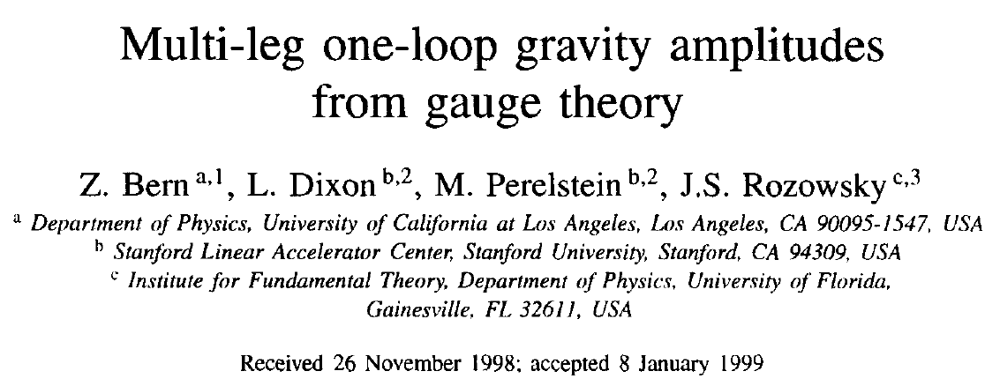 Multi-leg one-loop gravity amplitudes
from gauge theory
Z. Bern a,1, L. Dixon b,2, M. Perelstein b,2, J.S. Rozowsky c,3
a Department of Physics, University of California at Los Angeles, Los Angeles, CA 90095-1547, USA
b Stanford Linear Accelerator Center, Stanford University, Stanford, CA 94309, USA
c Institute for Fundamental Theory, Department of Physics, University of Florida,
Gainesville, FL 32611, USA
Received 26 November 1998; accepted 8 January 1999